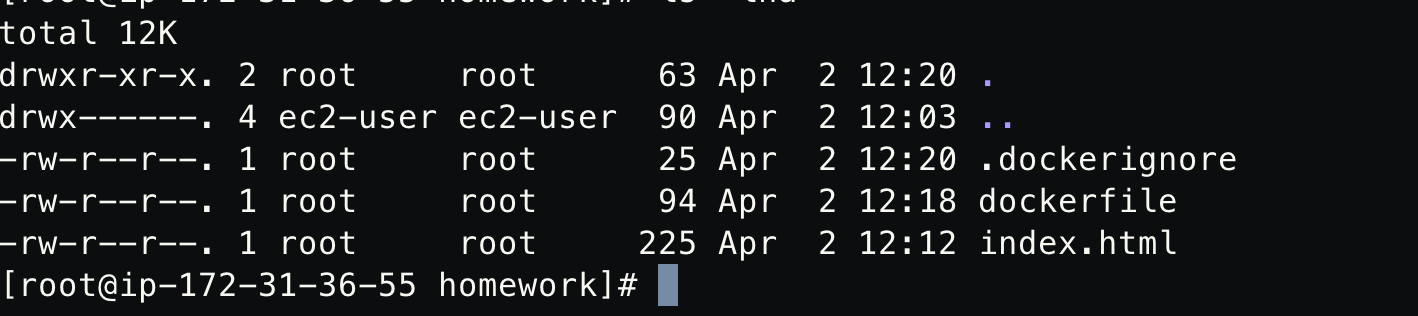 total 12K
drwxr-xr-x. 2 root     root      63 Apr  2 12:20 .
drwx------. 4 ec2-user ec2-user  90 Apr  2 12:03 ..
-rw-r--r--. 1 root     root      25 Apr  2 12:20 .dockerignore
-rw-r--r--. 1 root     root      94 Apr  2 12:18 dockerfile
-rw-r--r--. 1 root     root     225 Apr  2 12:12 index.html
[root@ip-172-31-36-55 homework]#